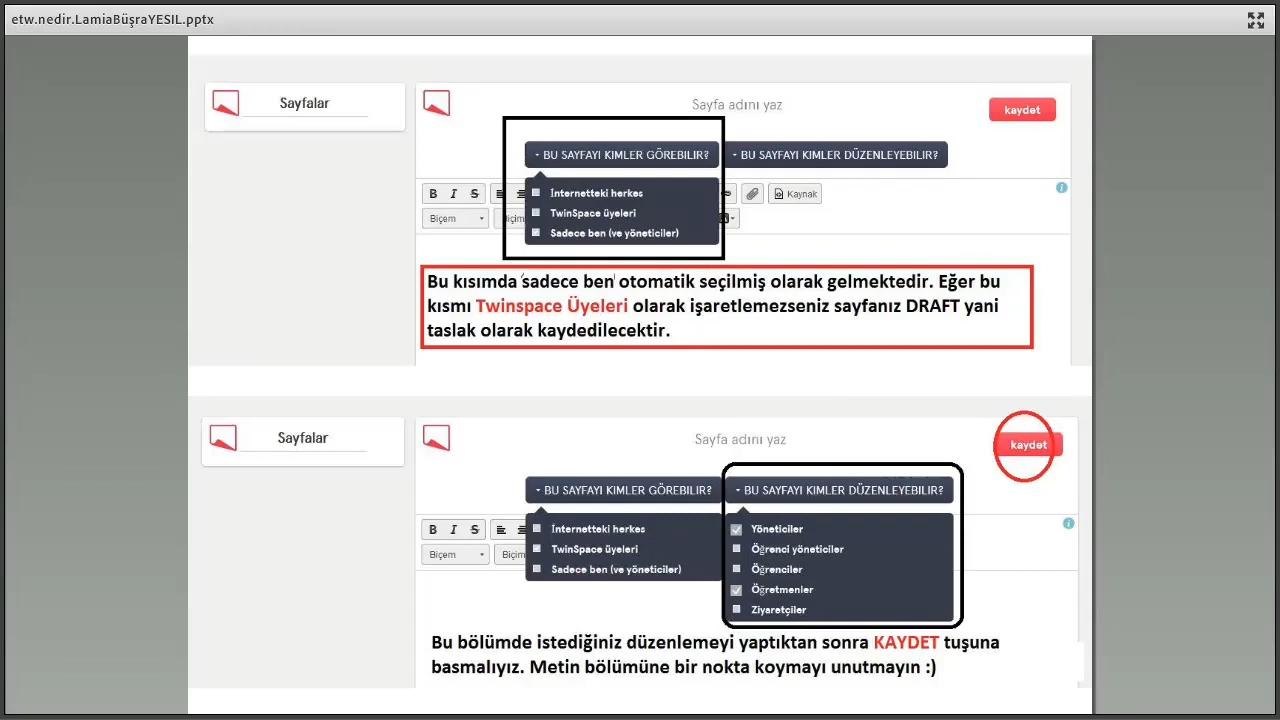 etw.nedir.LamiaBüşraYESIL.pptx
Sayfalar
Sayfa adını yaz
kaydet
BU SAYFAYI KIMLER GÖREBILIR?
BU SAYFAYI KIMLER DÜZENLEYEBILIR?
B I S
Kaynak
Biçem
İnternetteki herkes
TwinSpace üyeleri
Sadece ben (ve yöneticiler)
Bu kısımda 'sadece ben' otomatik seçilmiş olarak gelmektedir. Eğer bu
kısmı Twinspace Üyeleri olarak işaretlemezseniz sayfanız DRAFT yani
taslak olarak kaydedilecektir.
Sayfalar
Sayfa adını yaz
kaydet
BU SAYFAYI KIMLER GÖREBILIR?
BU SAYFAYI KIMLER DÜZENLEYEBILIR?
B I S
Biçem
Biçim
İnternetteki herkes
TwinSpace üyeleri
Sadece ben (ve yöneticiler)
Yöneticiler
Öğrenci yöneticiler
Öğrenciler
Öğretmenler
Ziyaretçiler
Bu bölümde istediğiniz düzenlemeyi yaptıktan sonra KAYDET tuşuna
basmalıyız. Metin bölümüne bir nokta koymayı unutmayın :)